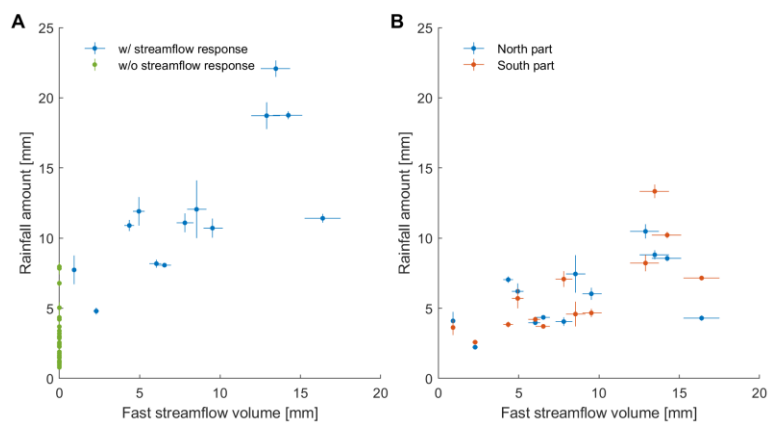 A
25
20
15
10
5
0
0
5
10
15
20
Rainfall amount [mm]
Fast streamflow volume [mm]
w/ streamflow response
w/o streamflow response
B
25
20
15
10
5
0
0
5
10
15
20
Rainfall amount [mm]
Fast streamflow volume [mm]
North part
South part